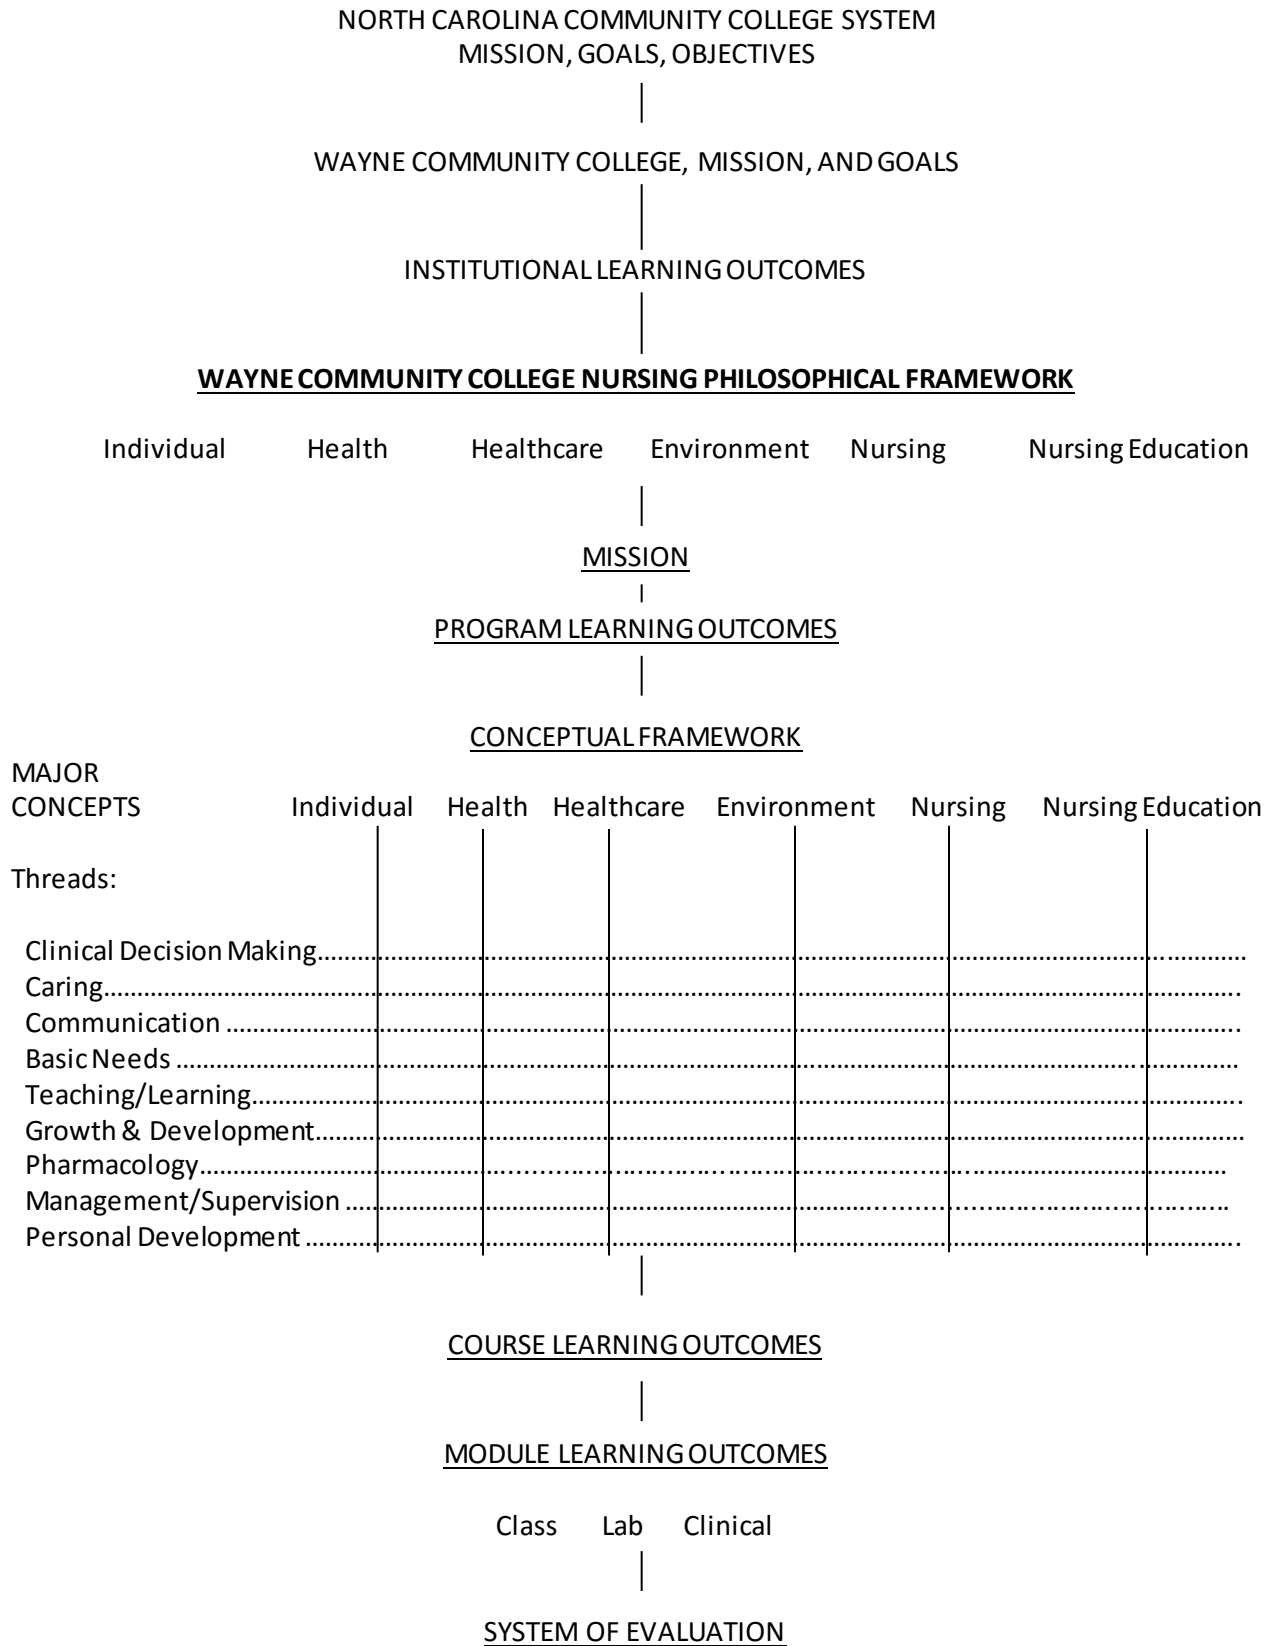 NORTH CAROLINA COMMUNITY COLLEGE SYSTEM
MISSION, GOALS, OBJECTIVES
WAYNE COMMUNITY COLLEGE, MISSION, AND GOALS
INSTITUTIONAL LEARNING OUTCOMES
WAYNE COMMUNITY COLLEGE NURSING PHILOSOPHICAL FRAMEWORK
Individual Health Healthcare Environment Nursing Nursing Education
MISSION
PROGRAM LEARNING OUTCOMES
CONCEPTUAL FRAMEWORK
MAJOR
CONCEPTS Individual Health Healthcare Environment Nursing Nursing Education
Threads:
Clinical Decision Making
Caring
Communication
Basic Needs
Teaching/Learning
Growth & Development
Pharmacology
Management/Supervision
Personal Development
COURSE LEARNING OUTCOMES
MODULE LEARNING OUTCOMES
Class Lab Clinical
SYSTEM OF EVALUATION